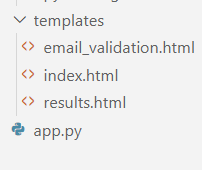 templates
email_validation.html
index.html
results.html
app.py